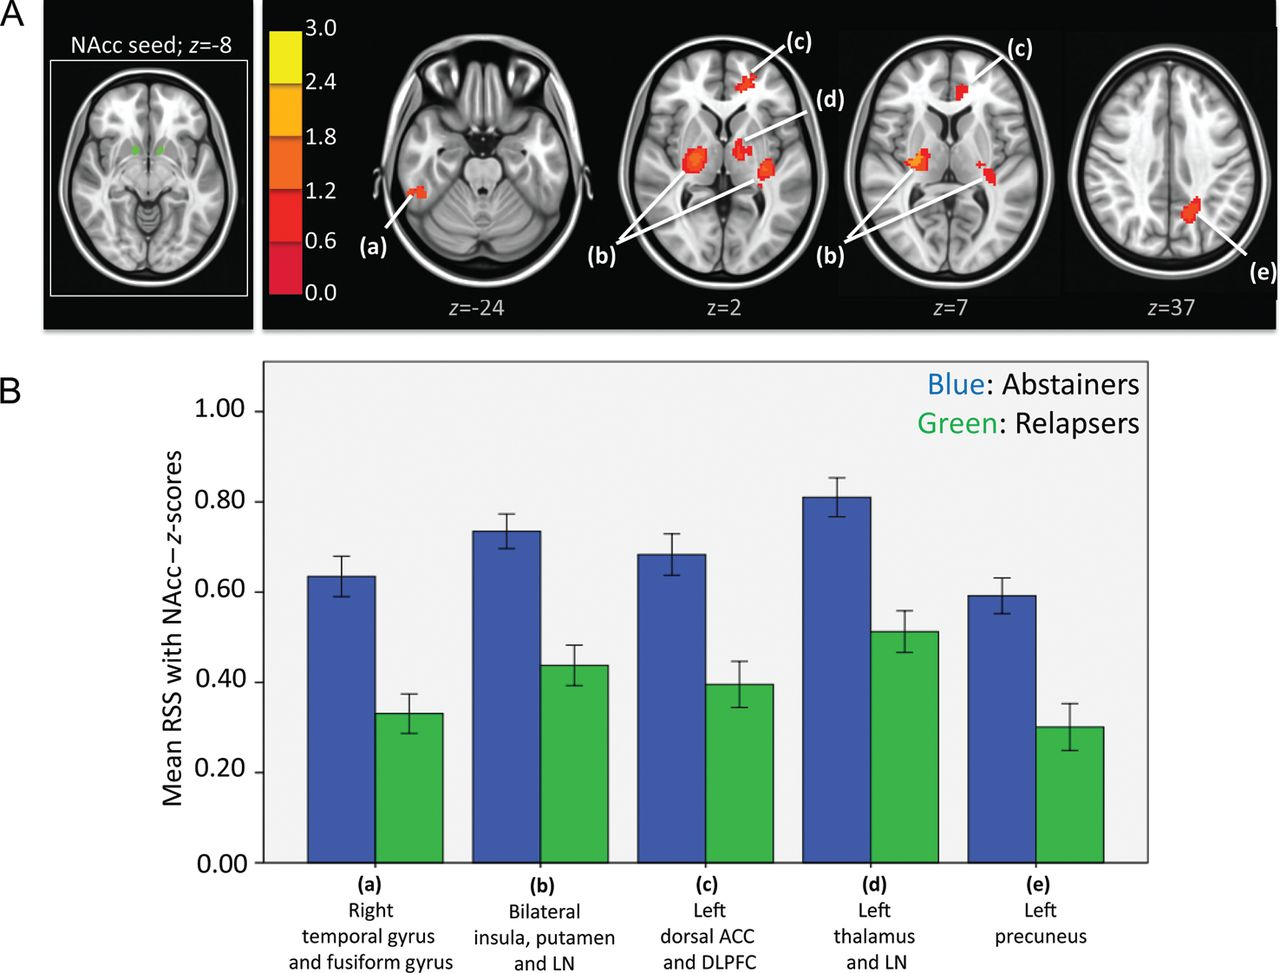 A
NAcc seed; z=-8
3.0
2.4
1.8
1.2
0.6
0.0
(a)
z=-24
(c)
(d)
(b)
z=2
(c)
(b)
z=7
(e)
z=37
B
Blue: Abstainers
Green: Relapsers
Mean RSS with NAcc – z-scores
1.00
0.80
0.60
0.40
0.20
0.00
(a)
Right
temporal gyrus
and fusiform gyrus
(b)
Bilateral
insula, putamen
and LN
(c)
Left
dorsal ACC
and DLPFC
(d)
Left
thalamus
and LN
(e)
Left
precuneus